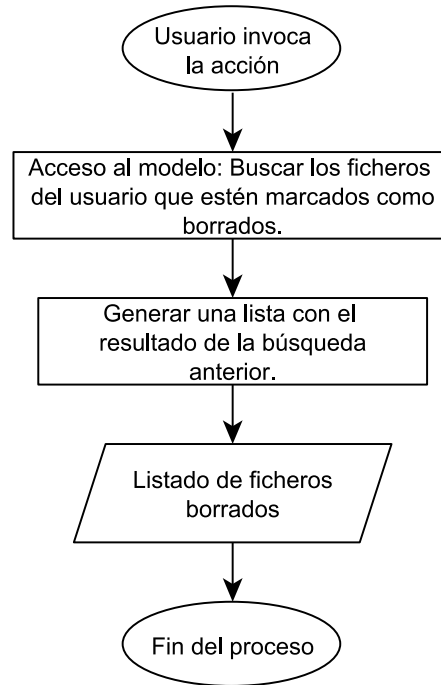 Usuario invoca
la acción
Acceso al modelo: Buscar los ficheros
del usuario que estén marcados como
borrados.
Generar una lista con el
resultado de la búsqueda
anterior.
Listado de ficheros
borrados
Fin del proceso